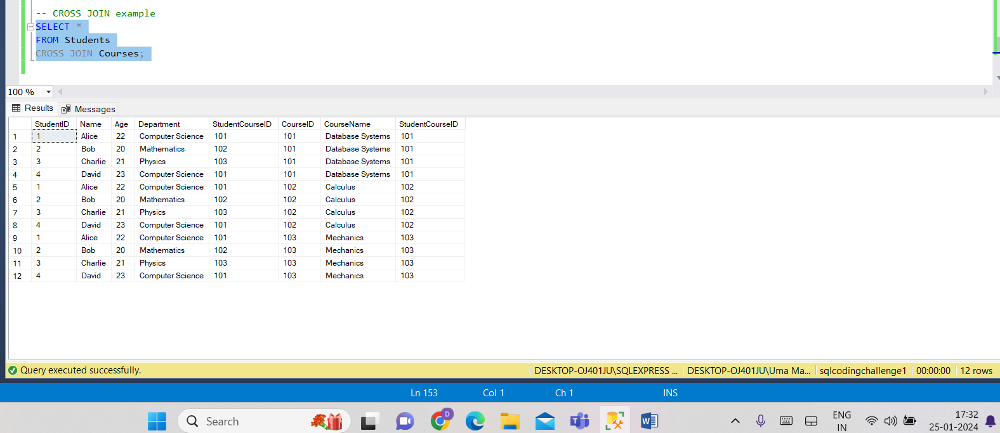 -- CROSS JOIN example
SELECT *
FROM Students
CROSS JOIN Courses;
100 %
Results Messages
StudentID Name Age Department StudentCourseID CourseID CourseName StudentCourseID
1 1 Alice 22 Computer Science 101 101 Database Systems 101
2 2 Bob 20 Mathematics 102 101 Database Systems 101
3 3 Charlie 21 Physics 103 101 Database Systems 101
4 4 David 23 Computer Science 101 101 Database Systems 101
5 1 Alice 22 Computer Science 101 102 Calculus 102
6 2 Bob 20 Mathematics 102 102 Calculus 102
7 3 Charlie 21 Physics 103 102 Calculus 102
8 4 David 23 Computer Science 101 102 Calculus 102
9 1 Alice 22 Computer Science 101 103 Mechanics 103
10 2 Bob 20 Mathematics 102 103 Mechanics 103
11 3 Charlie 21 Physics 103 103 Mechanics 103
12 4 David 23 Computer Science 101 103 Mechanics 103
Query executed successfully. DESKTOP-OJ401JU\SQLEXPRESS ... DESKTOP-OJ401JU\Uma Ma... sqlcodingchallenge1 00:00:00 12 rows
Ln 153 Col 1 Ch 1 INS
Search D ENG 17:32
IN 25-01-2024